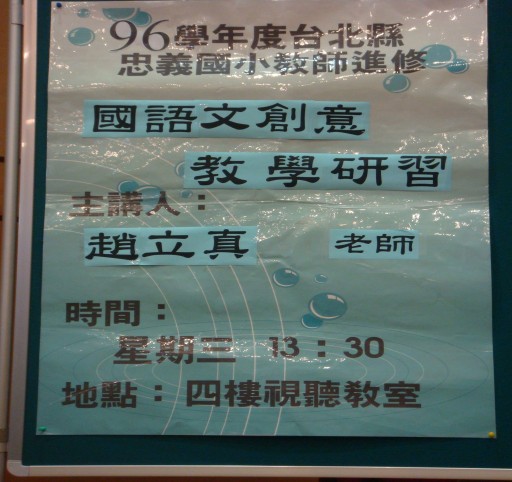 96學年度台北縣
忠義國小教師進修
國語文創意
教學研習
主講人：
趙立真 老師
時間：
星期三 13：30
地點：四樓視聽教室